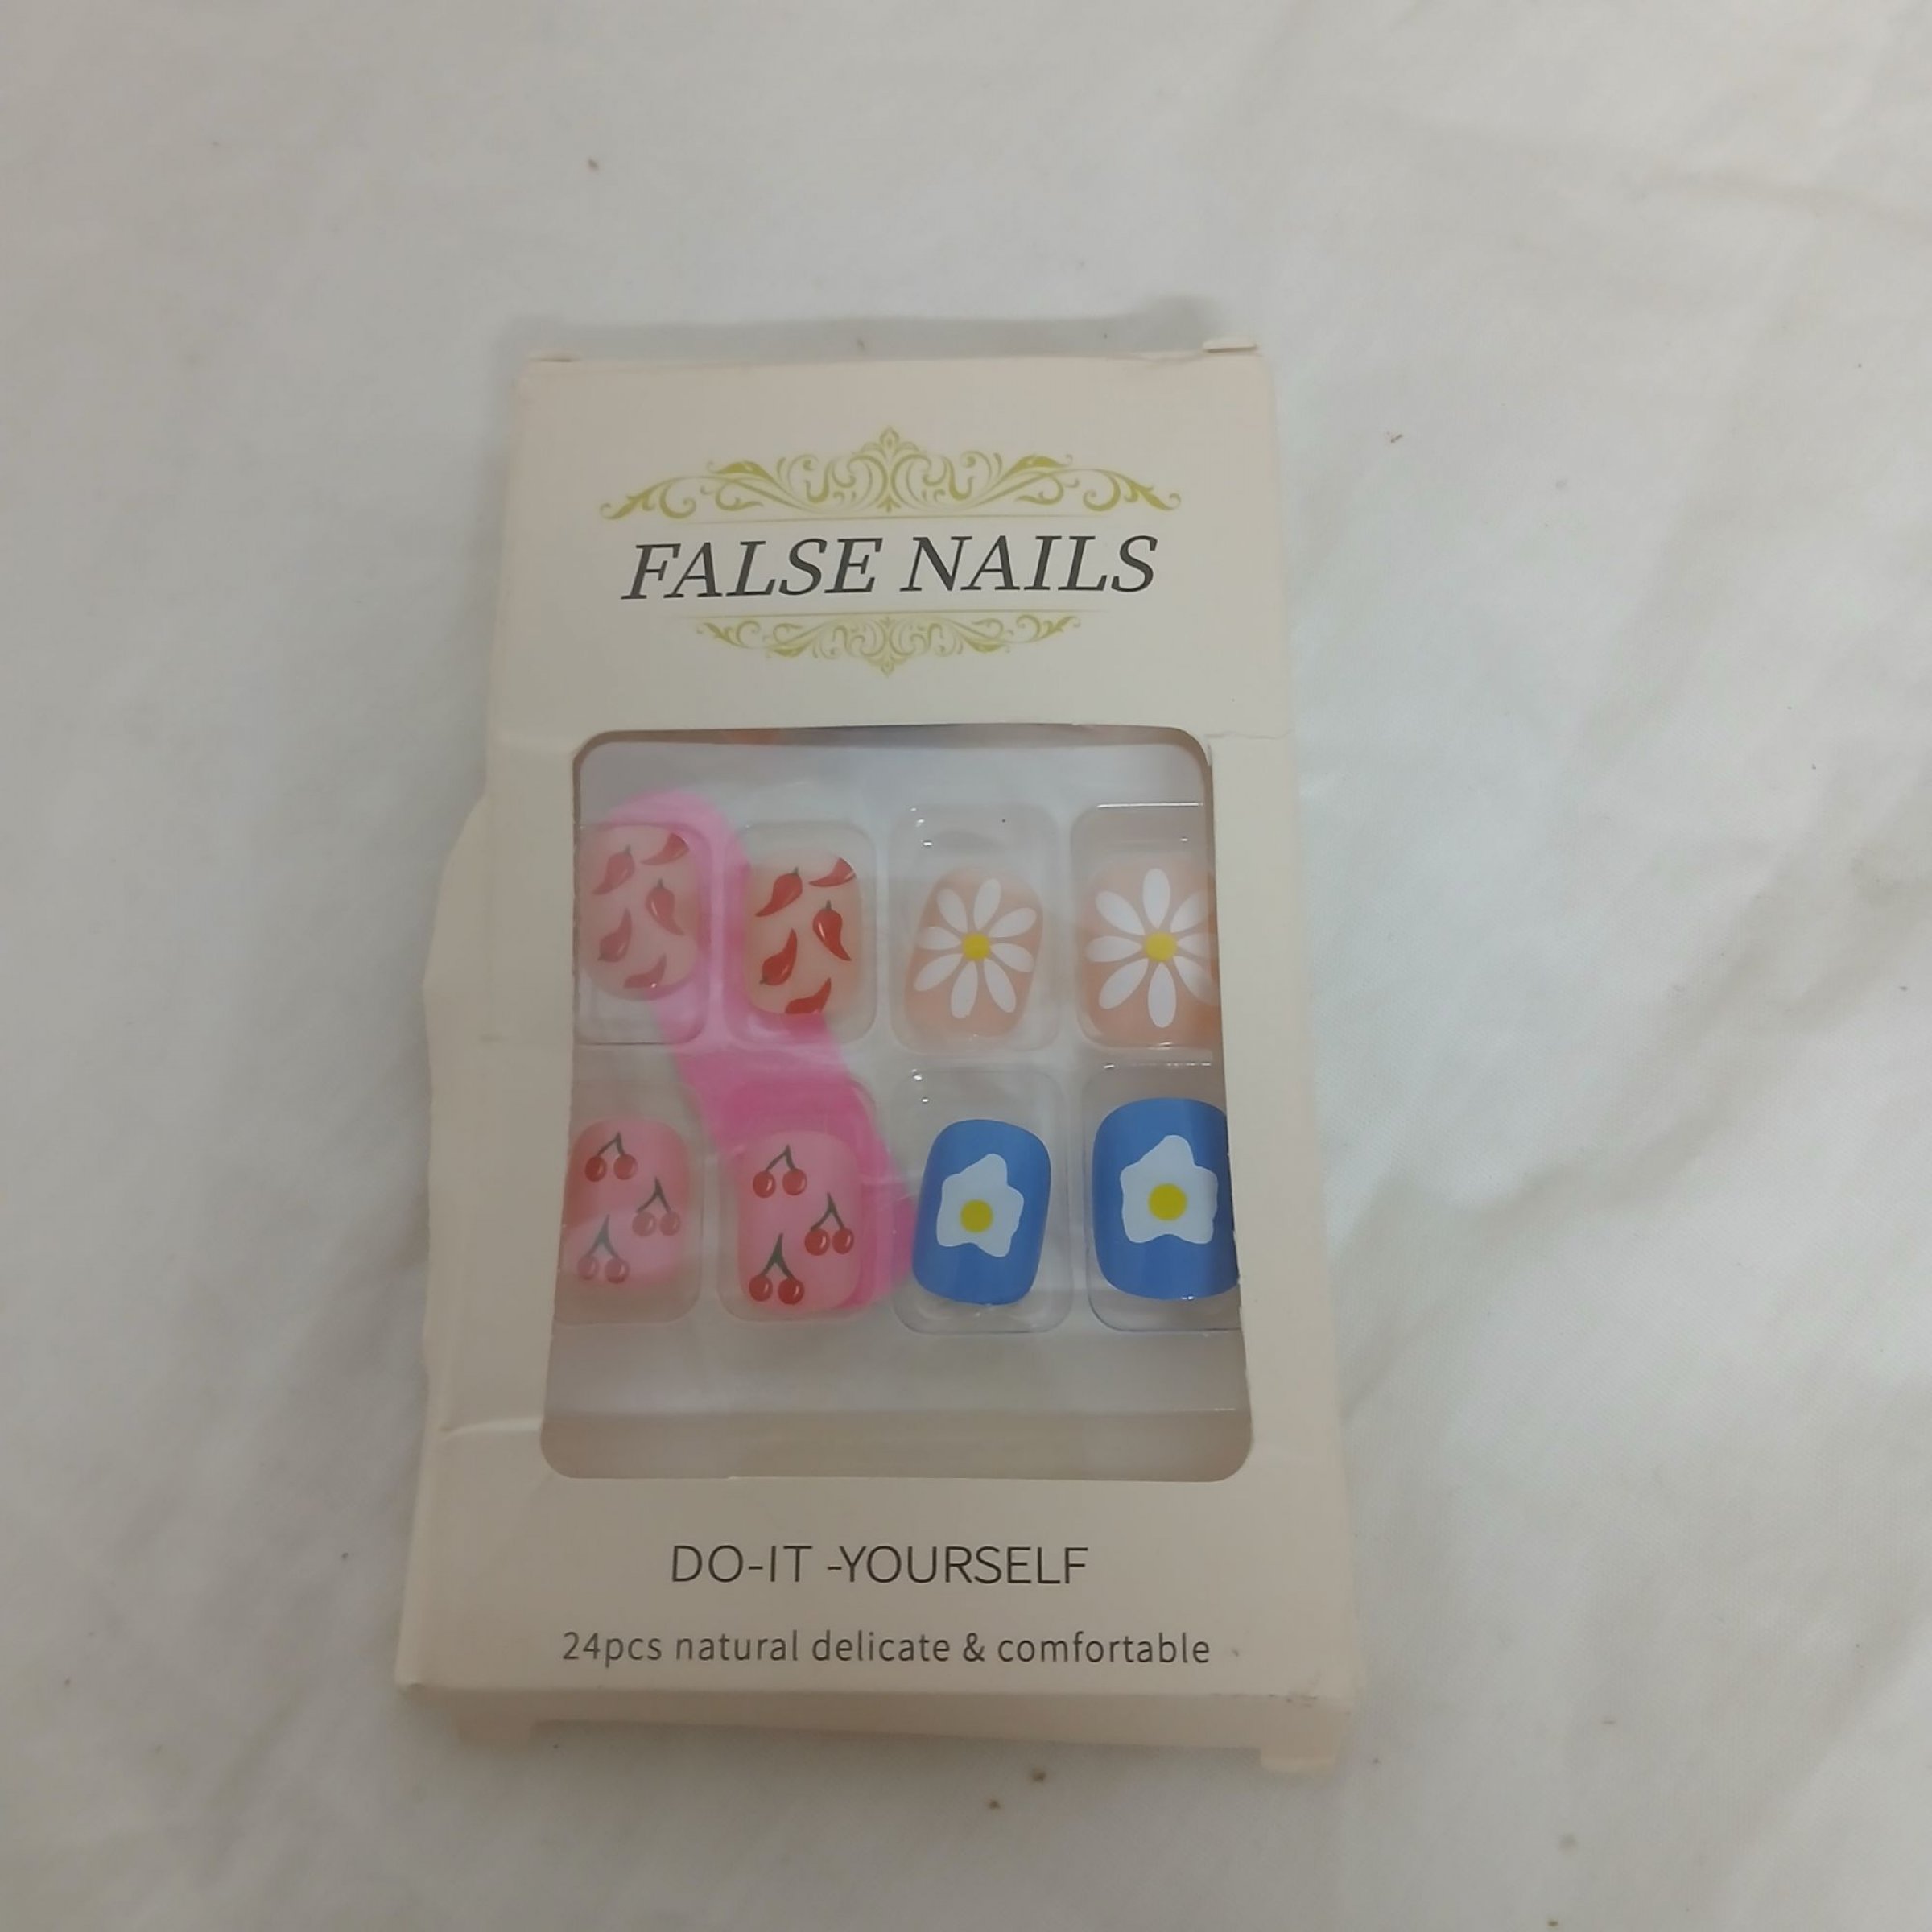 FALSE NAILS
DO-IT -YOURSELF
24pcs natural delicate & comfortable